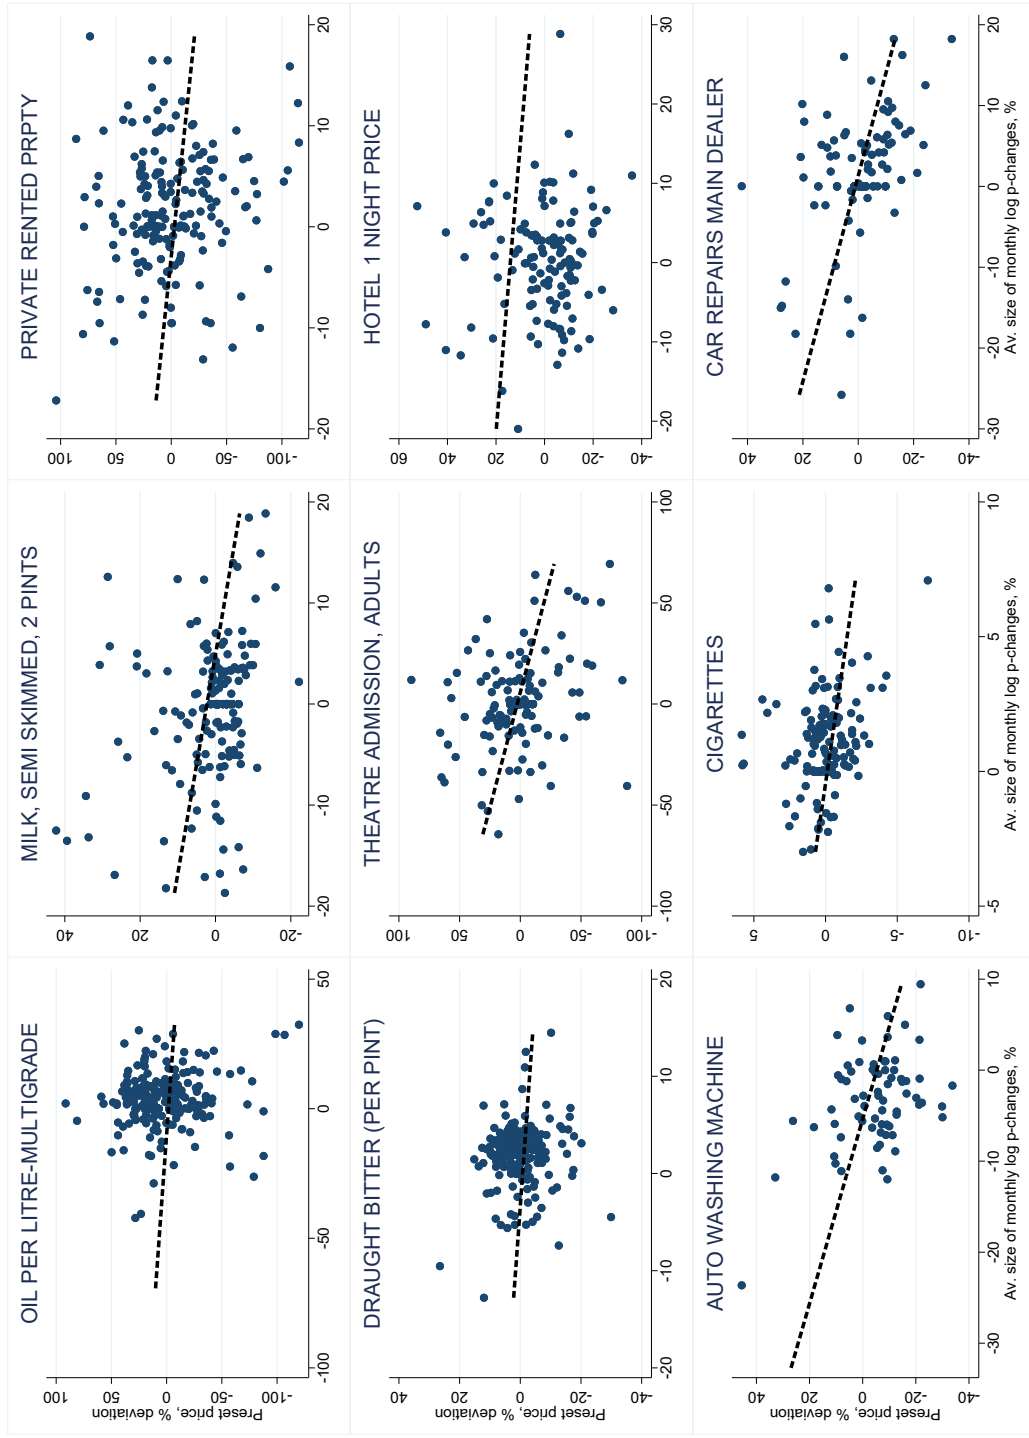 OIL PER LITRE-MULTIGRADE
Preset price, % deviation
100
50
0
-50
-100
-100 -50 0 50
MILK, SEMI SKIMMED, 2 PINTS
40
20
0
-20
-20 -10 0 10 20
PRIVATE RENTED PRPTY
100
50
0
-50
-100
-20 -10 0 10 20
DRAUGHT BITTER (PER PINT)
Preset price, % deviation
40
20
0
-20
-40
-20 -10 0 10 20
THEATRE ADMISSION, ADULTS
100
50
0
-50
-100
-100 -50 0 50 100
HOTEL 1 NIGHT PRICE
60
40
20
0
-20
-40
-20 -10 0 10 20 30
AUTO WASHING MACHINE
Preset price, % deviation
40
20
0
-20
-40
-30 -20 -10 0 10
Av. size of monthly log p-changes, %
CIGARETTES
5
0
-5
-10
-5 0 5 10
Av. size of monthly log p-changes, %
CAR REPAIRS MAIN DEALER
40
20
0
-20
-40
-30 -20 -10 0 10 20
Av. size of monthly log p-changes, %